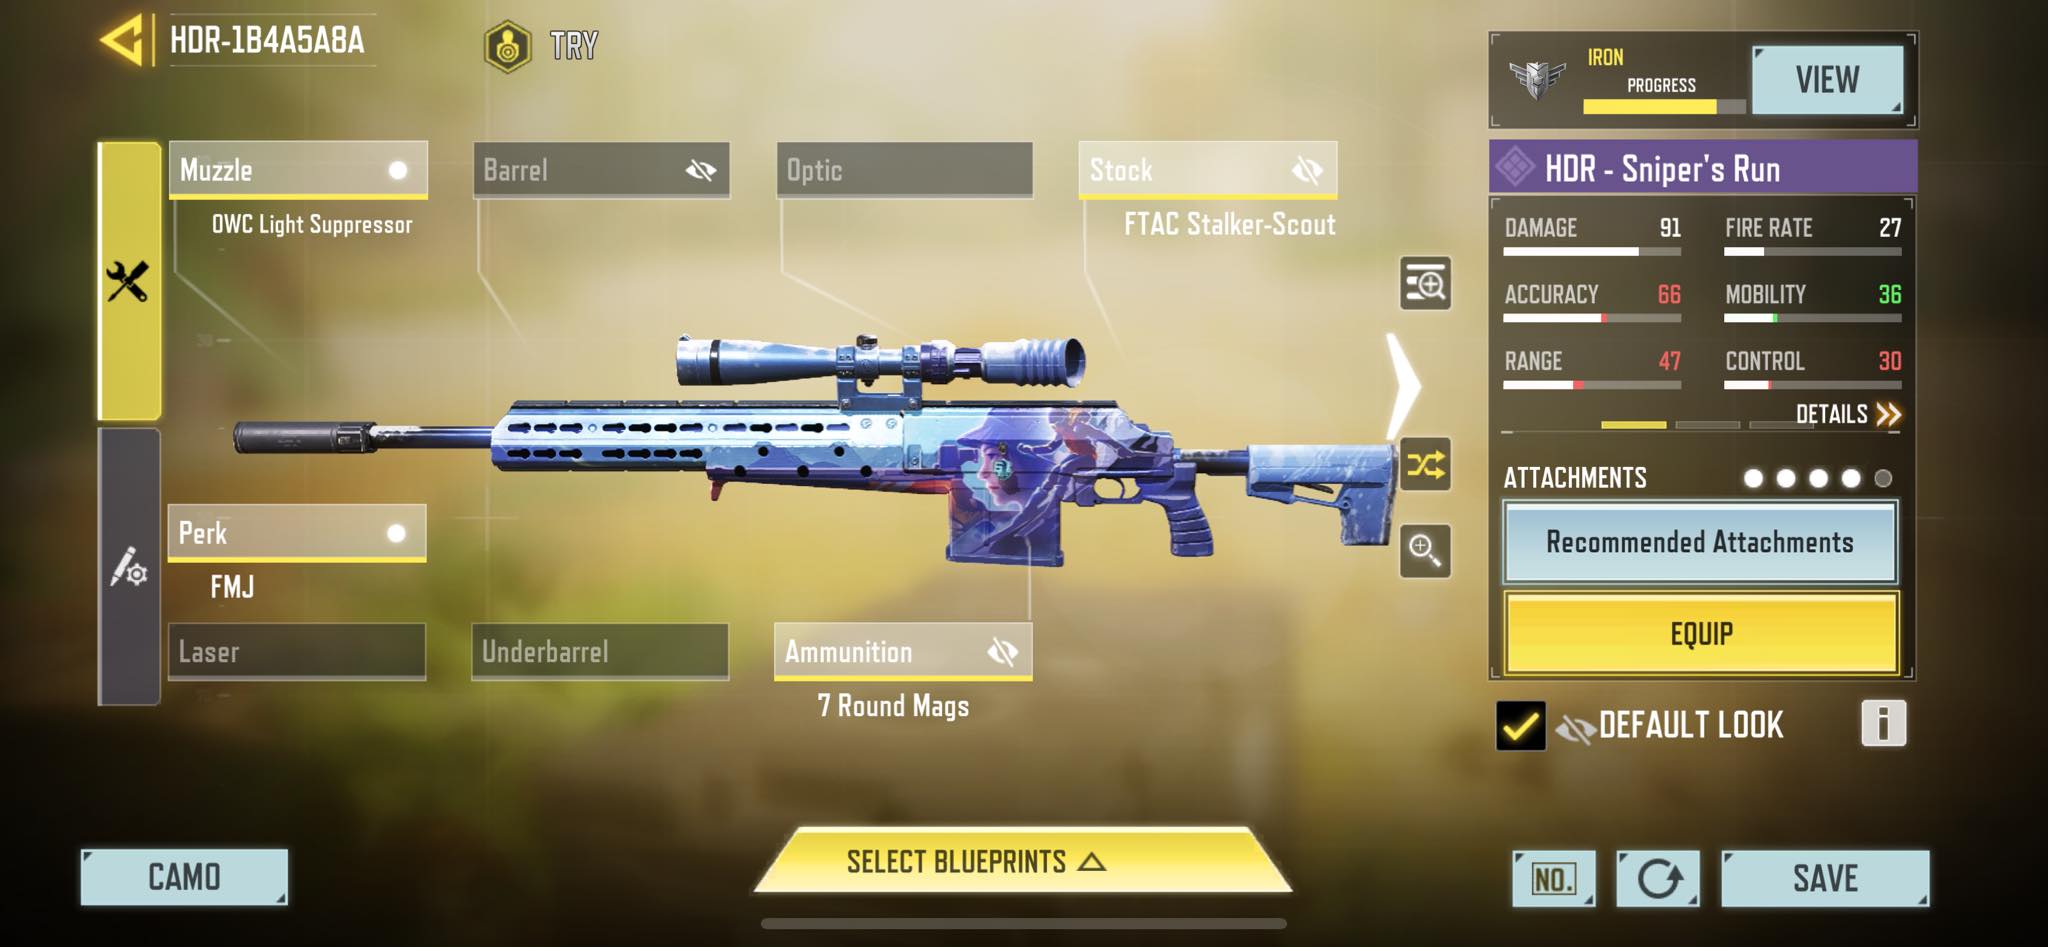 HDR-1B4A5A8A
TRY
IRON
PROGRESS
VIEW
Muzzle
OWC Light Suppressor
Barrel
Optic
Stock
FTAC Stalker-Scout
HDR - Sniper's Run
DAMAGE 91
FIRE RATE 27
ACCURACY 66
MOBILITY 36
RANGE 47
CONTROL 30
DETAILS
ATTACHMENTS
Recommended Attachments
EQUIP
Perk
FMJ
Laser
Underbarrel
Ammunition
7 Round Mags
DEFAULT LOOK
i
CAMO
SELECT BLUEPRINTS
NO.
SAVE